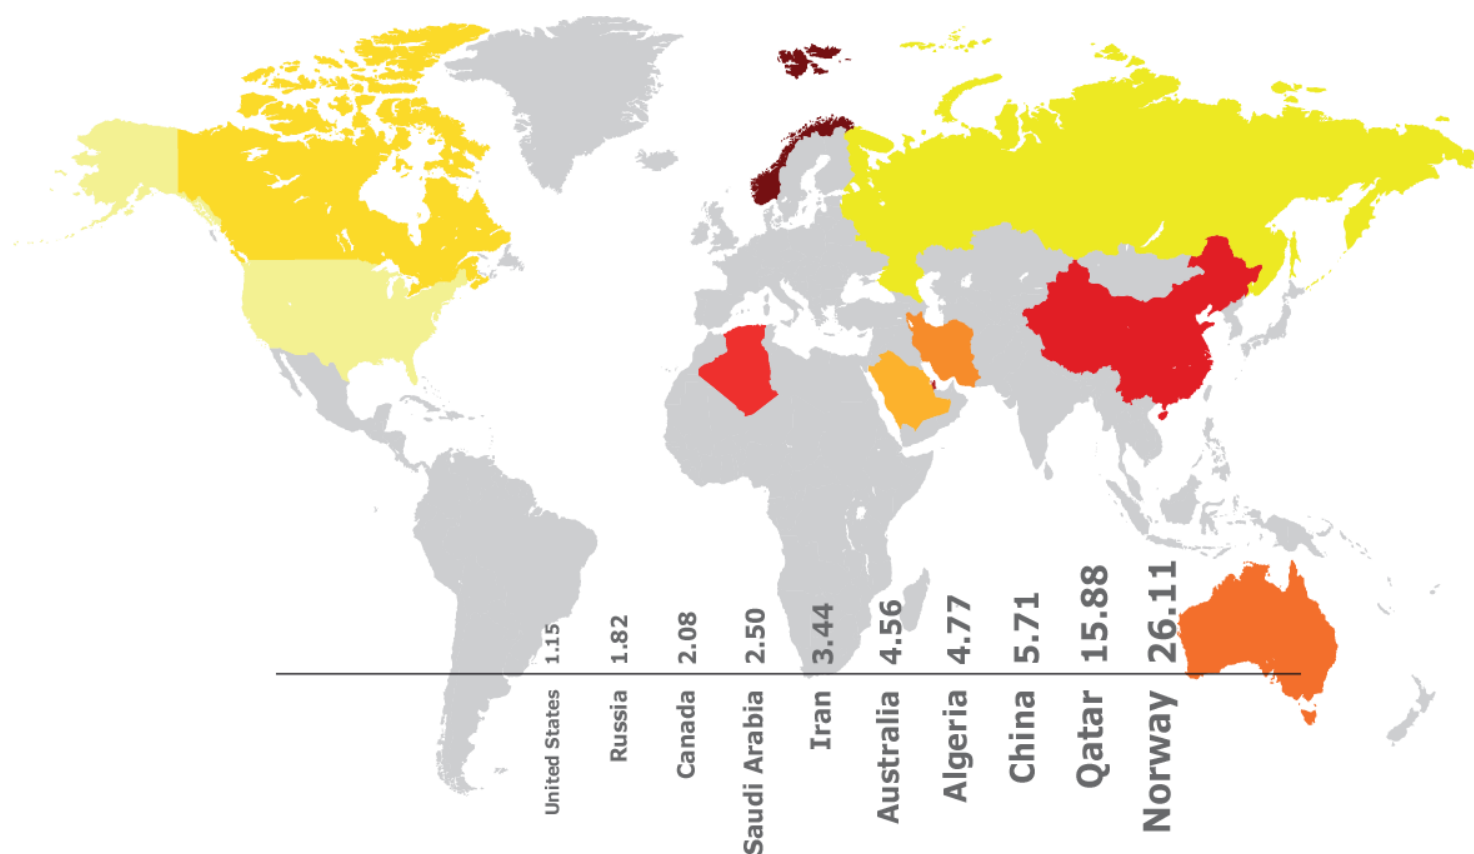 1.15
1.82
2.08
2.50
3.44
4.56
4.77
5.71
15.88
26.11
United States
Russia
Canada
Saudi Arabia
Iran
Australia
Algeria
China
Qatar
Norway